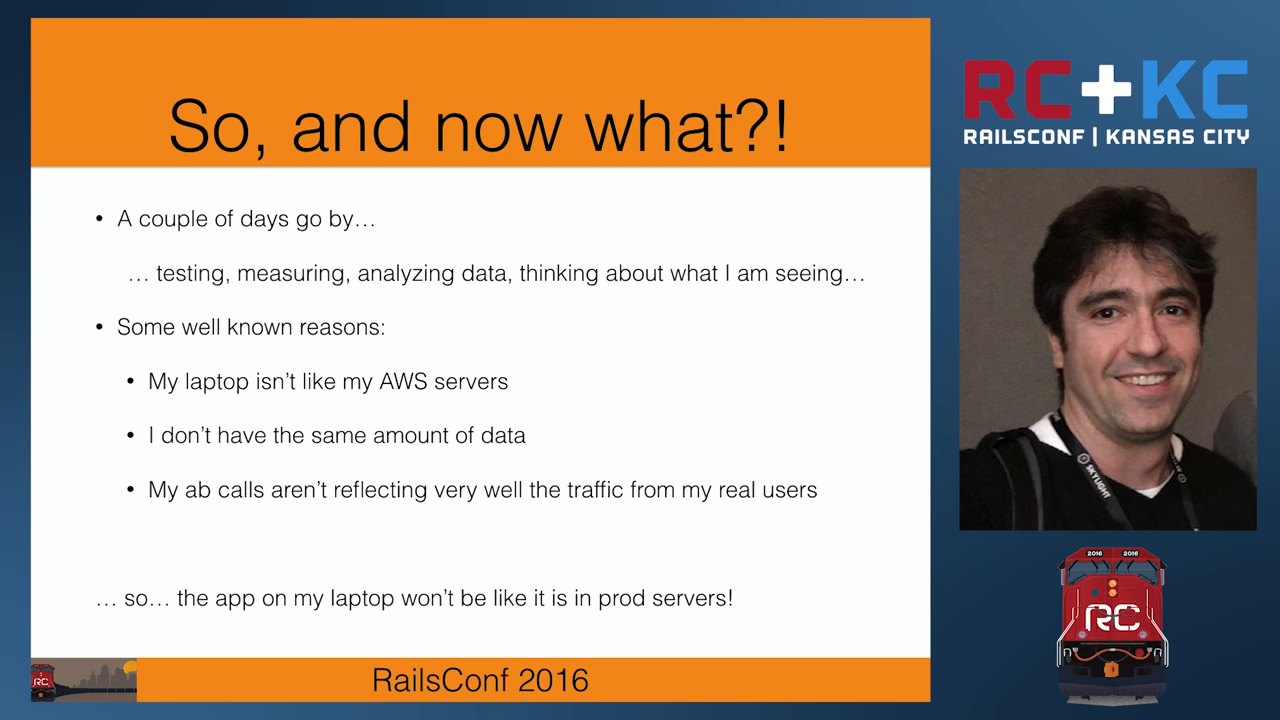 So, and now what?!
• A couple of days go by…
… testing, measuring, analyzing data, thinking about what I am seeing…
• Some well known reasons:
• My laptop isn't like my AWS servers
• I don't have the same amount of data
• My ab calls aren't reflecting very well the traffic from my real users
… so… the app on my laptop won't be like it is in prod servers!
RC
RailsConf 2016
RC+KC
RAILSCONF | KANSAS CITY
SKYLIGHT
2016 2016
RC